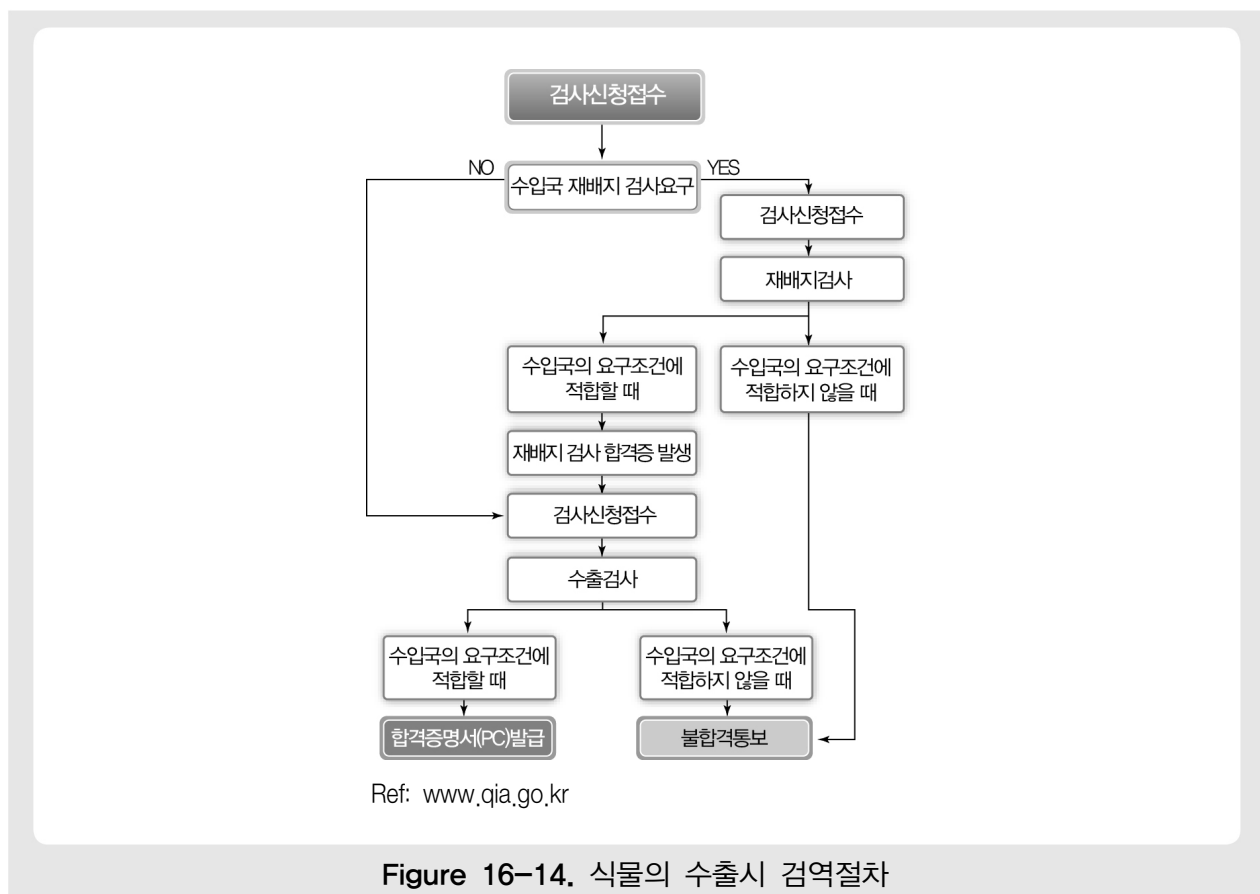 검사신청접수
NO
수입국 재배지 검사요구
YES
검사신청접수
재배지검사
수입국의 요구조건에
적합할 때
수입국의 요구조건에
적합하지 않을 때
재배지 검사 합격증 발생
검사신청접수
수출검사
수입국의 요구조건에
적합할 때
수입국의 요구조건에
적합하지 않을 때
합격증명서(PC)발급
불합격통보
Ref: www.qia.go.kr
Figure 16-14. 식물의 수출시 검역절차